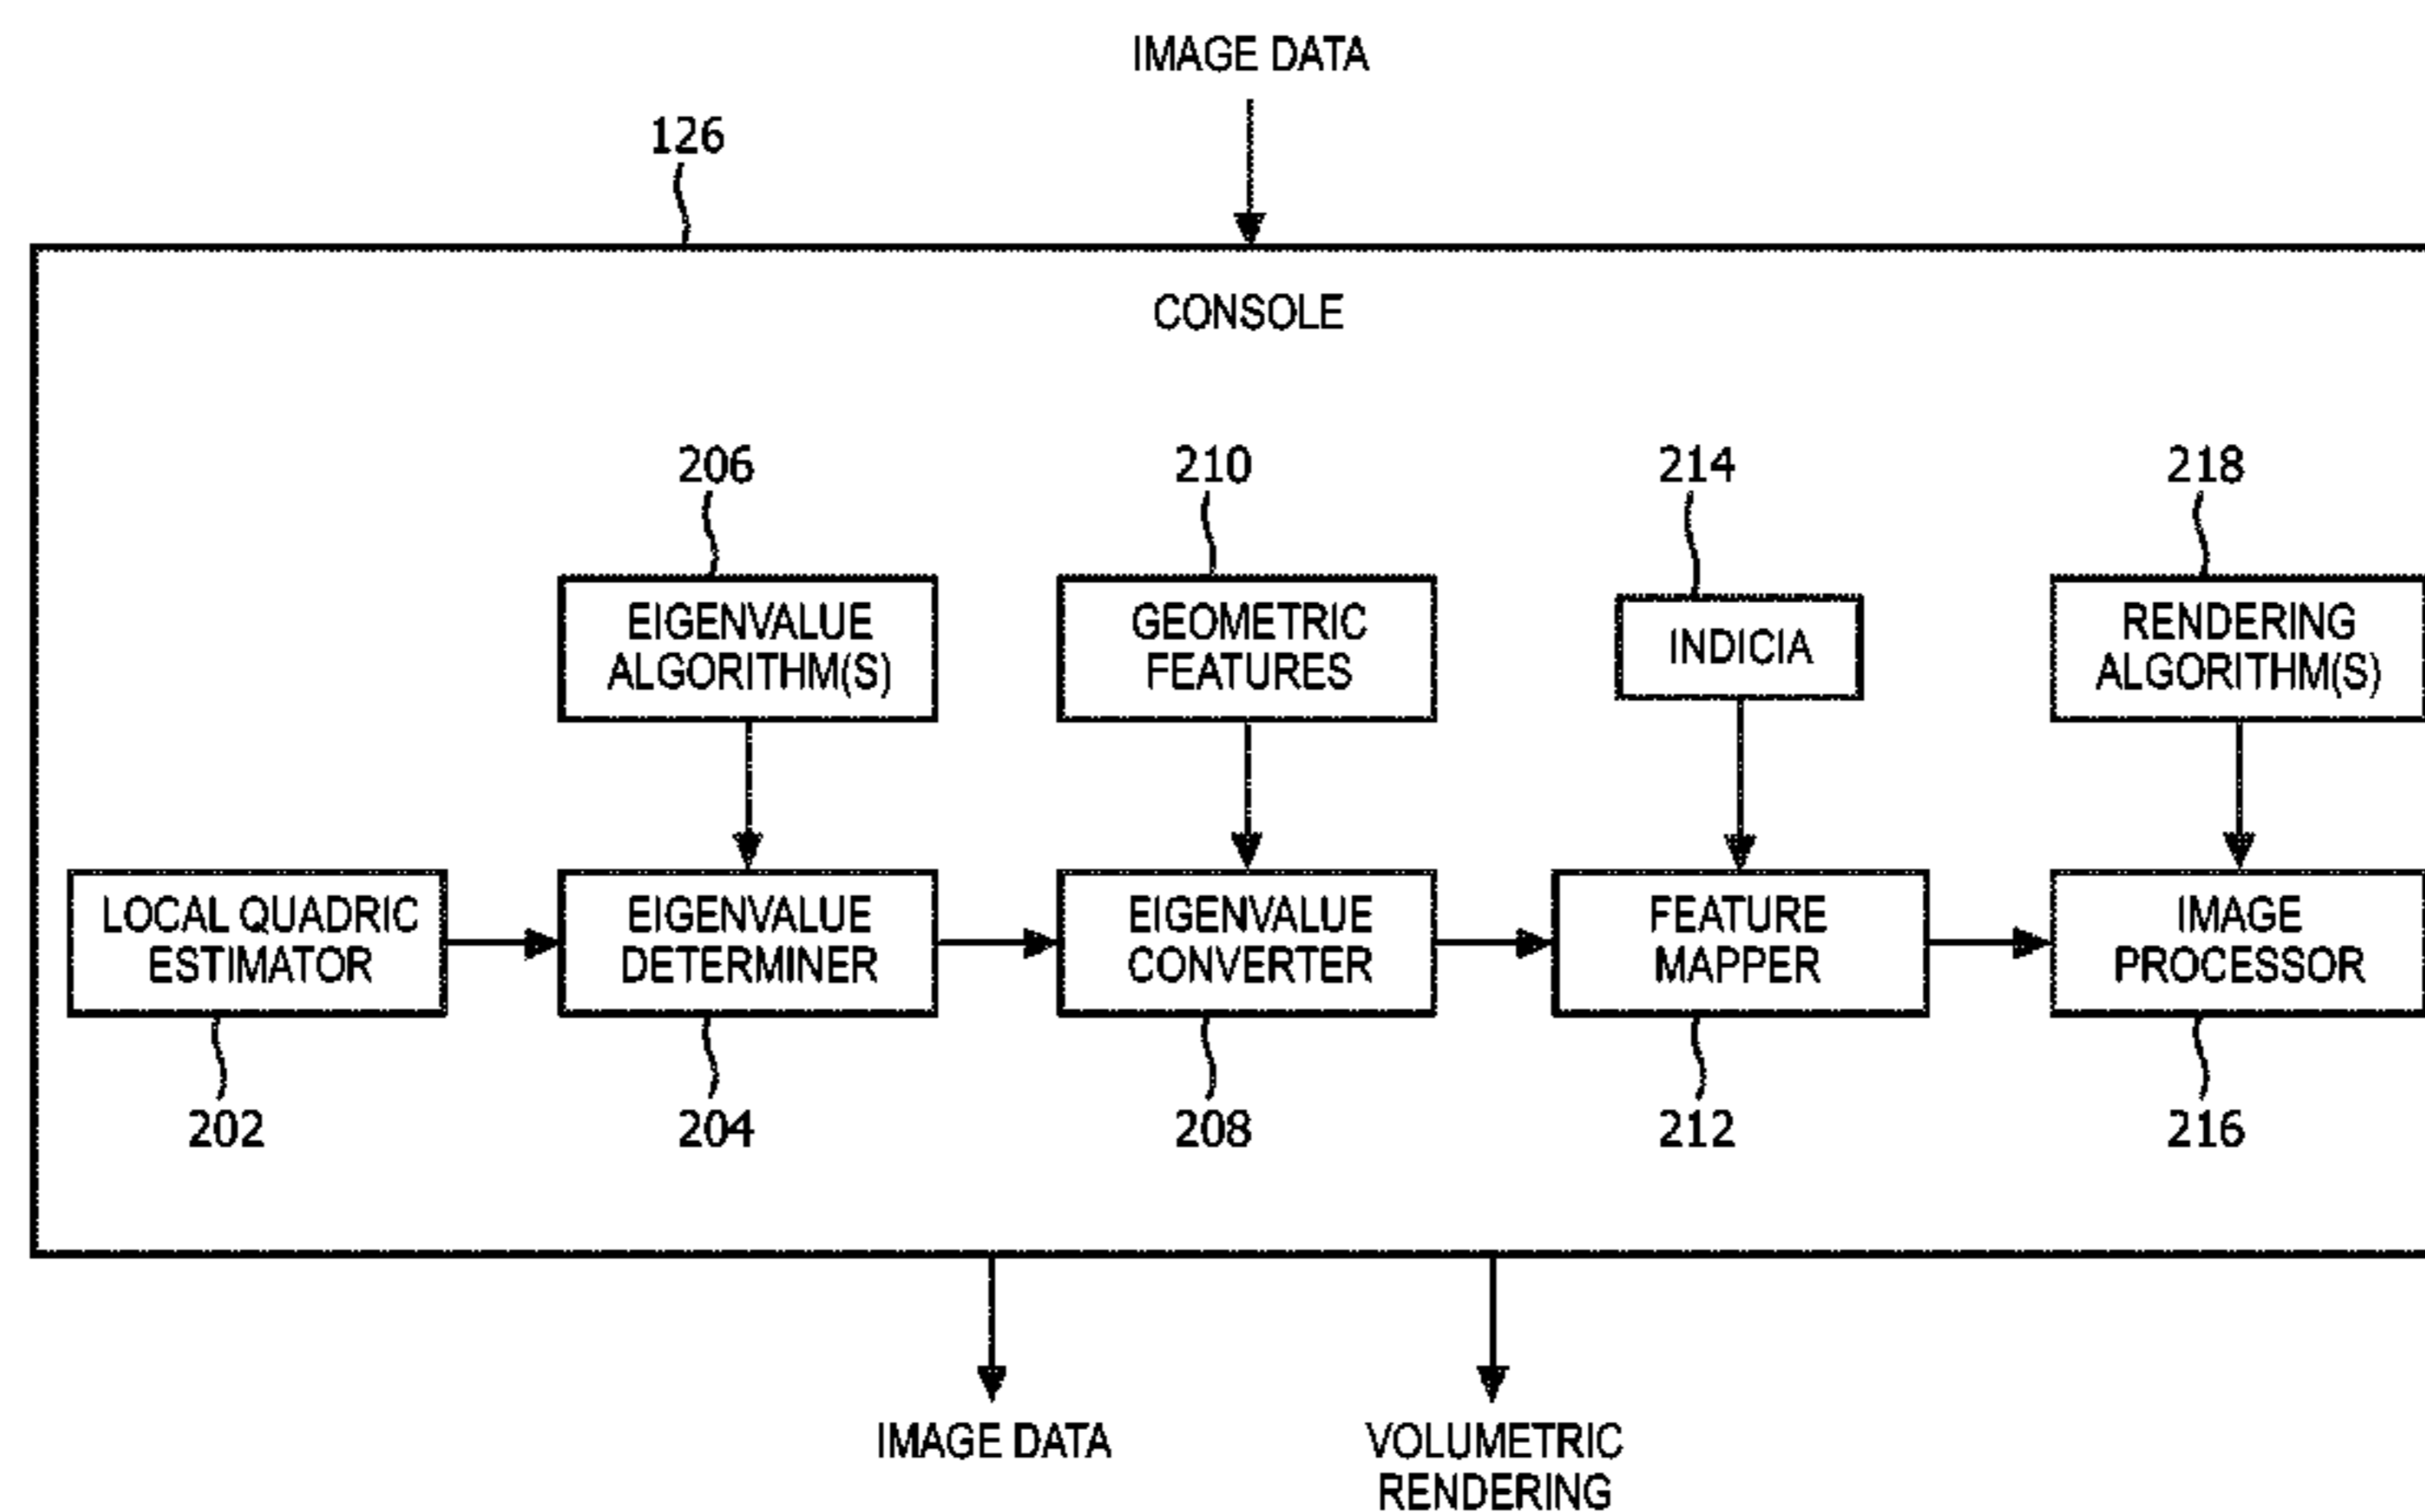 IMAGE DATA
126
CONSOLE
206
210
214
218
EIGENVALUE
ALGORITHM(S)
GEOMETRIC
FEATURES
INDICIA
RENDERING
ALGORITHM(S)
LOCAL QUADRIC
ESTIMATOR
EIGENVALUE
DETERMINER
EIGENVALUE
CONVERTER
FEATURE
MAPPER
IMAGE
PROCESSOR
202
204
208
212
216
IMAGE DATA
VOLUMETRIC
RENDERING